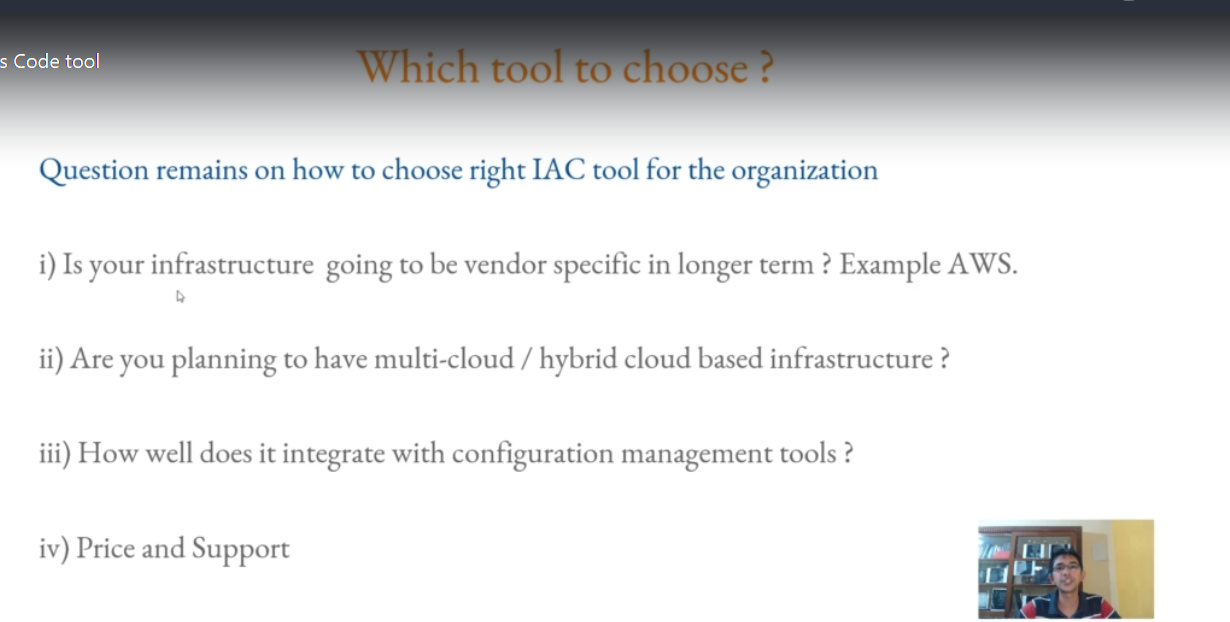 s Code tool
Which tool to choose ?
Question remains on how to choose right IAC tool for the organization
i) Is your infrastructure going to be vendor specific in longer term ? Example AWS.
ii) Are you planning to have multi-cloud / hybrid cloud based infrastructure ?
iii) How well does it integrate with configuration management tools ?
iv) Price and Support